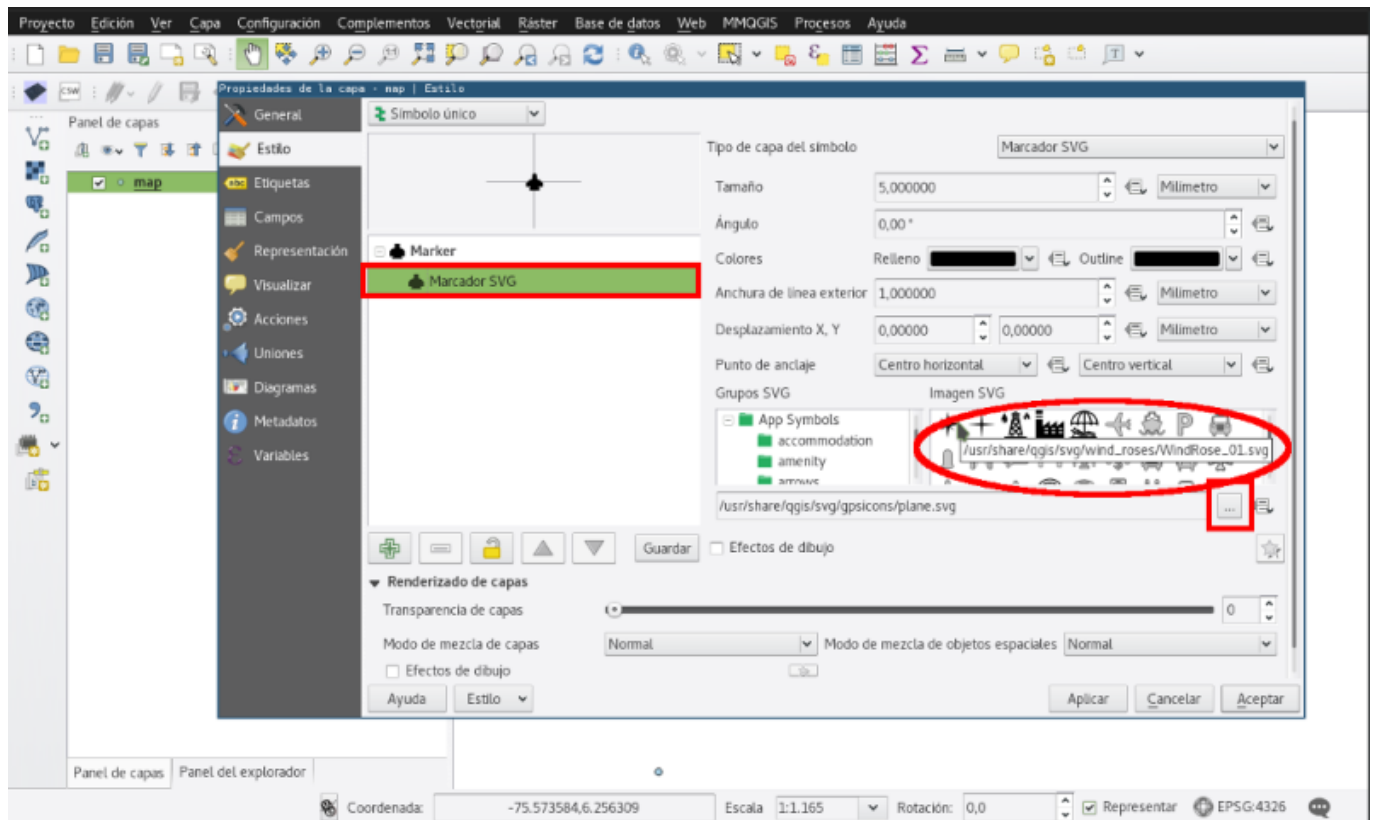 Proyecto Edición Ver Capa Configuración Complementos Vectorial Ráster Base de datos Web MMQGIS Procesos Ayuda
CSW
Propiedades de la capa - map | Estilo
Panel de capas
map
General
Estilo
abc Etiquetas
Campos
Representación
Visualizar
Acciones
Uniones
Diagramas
Metadatos
Variables
Símbolo único
Marker
Marcador SVG
Guardar
Tipo de capa del símbolo Marcador SVG
Tamaño 5,000000 Milímetro
Ángulo 0,00 °
Colores Relleno Outline
Anchura de línea exterior 1,000000 Milímetro
Desplazamiento X, Y 0,00000 0,00000 Milímetro
Punto de anclaje Centro horizontal Centro vertical
Grupos SVG Imagen SVG
App Symbols
accommodation
amenity
arrows
/usr/share/qgis/svg/wind_roses/WindRose_01.svg
/usr/share/qgis/svg/gpsicons/plane.svg ...
Efectos de dibujo
Renderizado de capas
Transparencia de capas 0
Modo de mezcla de capas Normal Modo de mezcla de objetos espaciales Normal
Efectos de dibujo
Ayuda Estilo Aplicar Cancelar Aceptar
Panel de capas Panel del explorador
Coordenada: -75.573584,6.256309 Escala 1:1.165 Rotación: 0,0 Representar EPSG:4326